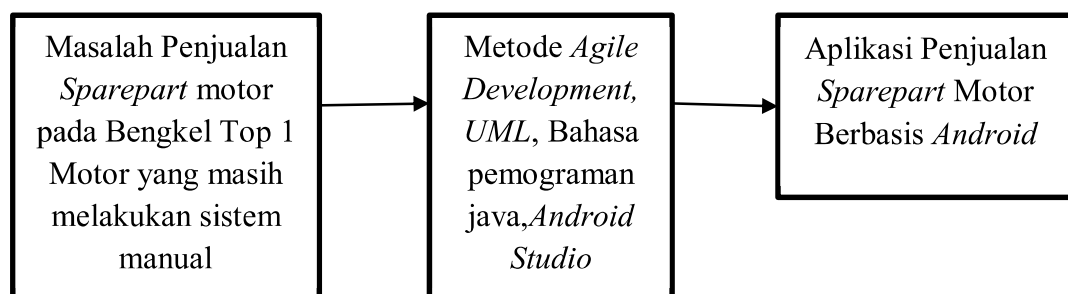 Masalah Penjualan
Sparepart motor
pada Bengkel Top 1
Motor yang masih
melakukan sistem
manual
Metode Agile
Development,
UML, Bahasa
pemograman
java,Android
Studio
Aplikasi Penjualan
Sparepart Motor
Berbasis Android